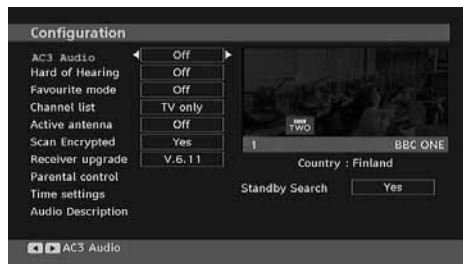 Configuration
AC3 Audio Off
Hard of Hearing Off
Favourite mode Off
Channel list TV only
Active antenna Off
Scan Encrypted Yes
Receiver upgrade V.6.11
Parental control
Time settings
Audio Description
BBC
TWO
1 BBC ONE
Country : Finland
Standby Search Yes
AC3 Audio